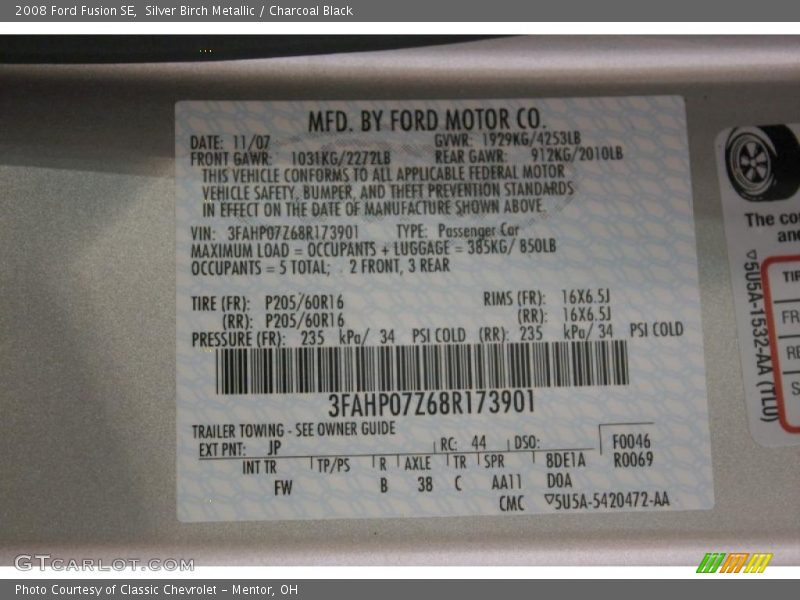 2008 Ford Fusion SE,  Silver Birch Metallic / Charcoal Black
MFD. BY FORD MOTOR CO.
DATE: 11/07 GVWR: 1929KG/4253LB
FRONT GAWR: 1031KG/2272LB REAR GAWR: 912KG/2010LB
THIS VEHICLE CONFORMS TO ALL APPLICABLE FEDERAL MOTOR
VEHICLE SAFETY, BUMPER, AND THEFT PREVENTION STANDARDS
IN EFFECT ON THE DATE OF MANUFACTURE SHOWN ABOVE.
VIN: 3FAHP07Z68R173901 TYPE: Passenger Car
MAXIMUM LOAD = OCCUPANTS + LUGGAGE = 385KG/ 850LB
OCCUPANTS = 5 TOTAL; 2 FRONT, 3 REAR
TIRE (FR): P205/60R16 RIMS (FR): 16X6.5J
(RR): P205/60R16 (RR): 16X6.5J
PRESSURE (FR): 235 kPa/ 34 PSI COLD (RR): 235 kPa/ 34 PSI COLD
3FAHP07Z68R173901
TRAILER TOWING - SEE OWNER GUIDE
EXT PNT: JP RC: 44 DSO: F0046
INT TR TP/PS R AXLE TR SPR 8DE1A R0069
FW B 38 C AA11 D0A
CMC ▽5U5A-5420472-AA
The co
an
▽5U5A-1532-AA (TLU)
TIR
FR
RE
S
GTCARLOT.COM
Photo Courtesy of Classic Chevrolet - Mentor, OH